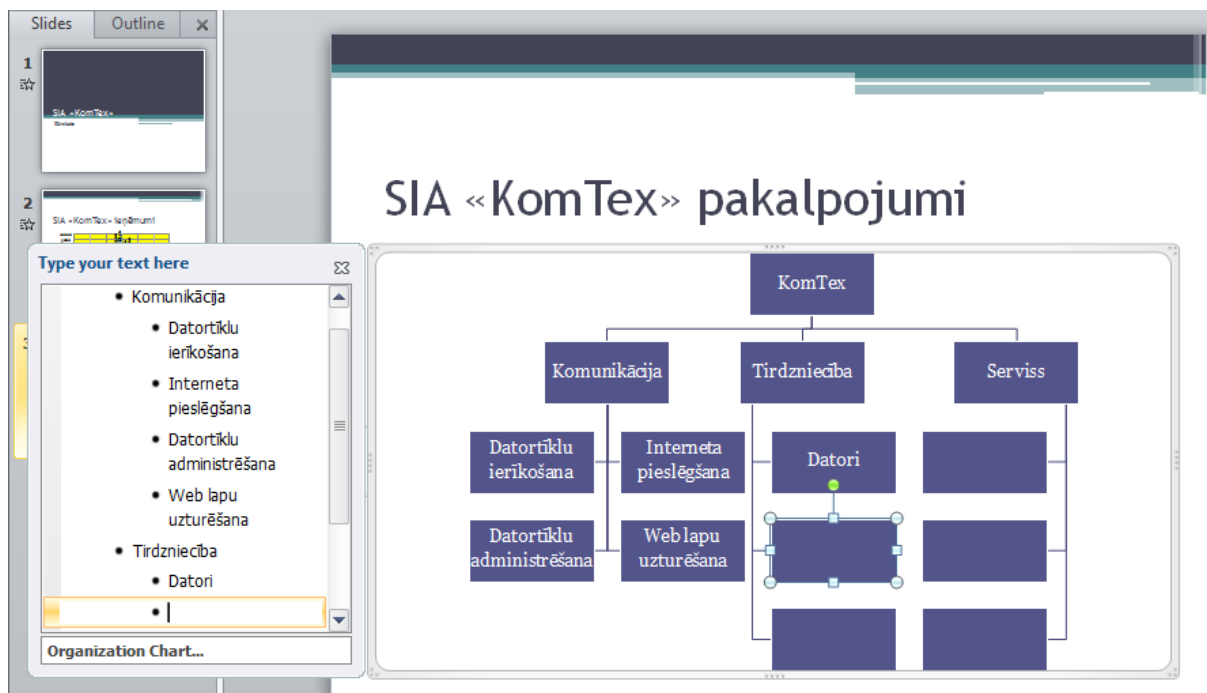 Slides Outline
1
SIA «KomTex»
2
SIA «KomTex» ieņēmumi
SIA «KomTex» pakalpojumi
Type your text here
• Komunikācija
• Datortīklu
ierīkošana
• Interneta
pieslēgšana
• Datortīklu
administrēšana
• Web lapu
uzturēšana
• Tirdzniecība
• Datori
Organization Chart...
KomTex
Komunikācija
Tirdzniecība
Serviss
Datortīklu
ierīkošana
Interneta
pieslēgšana
Datori
Datortīklu
administrēšana
Web lapu
uzturēšana